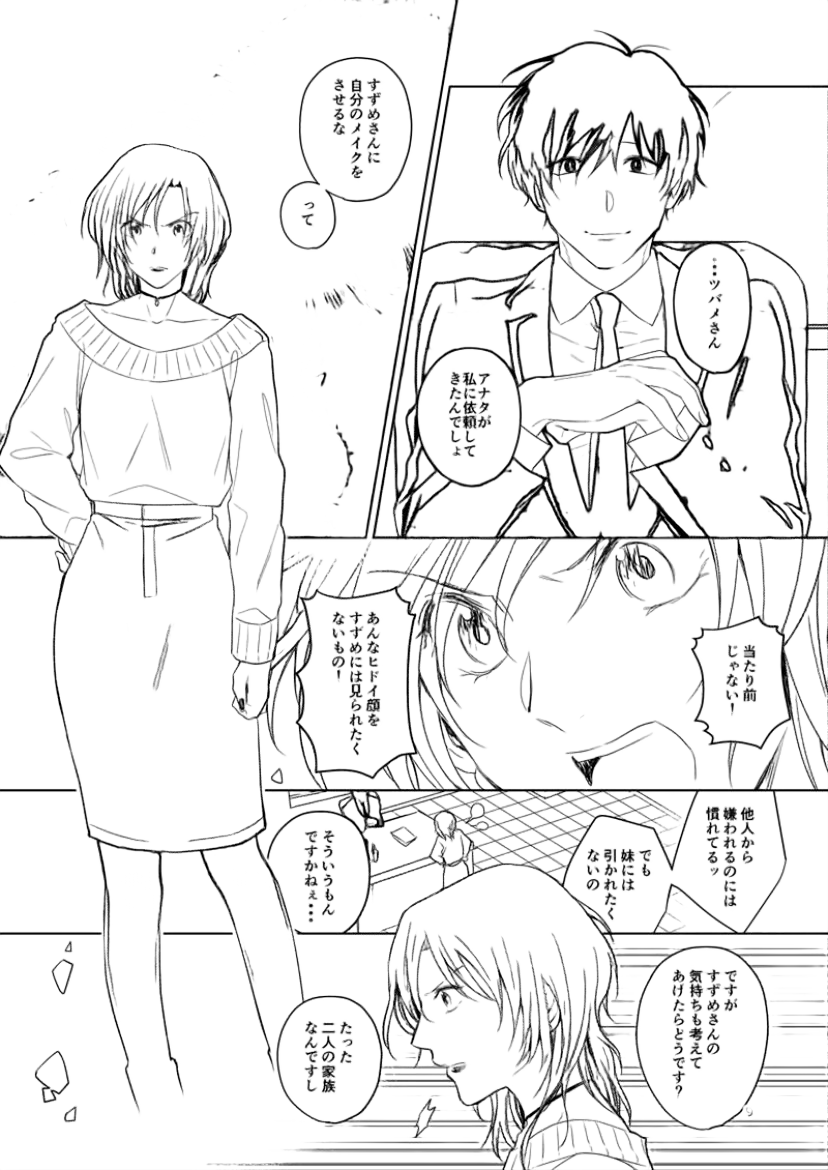 …ツバメさん
アナタが
私に依頼して
きたんでしょ
すずめさんに
自分のメイクを
させるな
って
当たり前
じゃない!
あんなヒドイ顔を
すずめには見られたく
ないもの!
他人から
嫌われるのには
慣れてるッ
でも
妹には
引かれたく
ないの
そういうもん
ですかねぇ…
ですが
すずめさんの
気持ちも考えて
あげたらどうです?
たった
二人の家族
なんですし